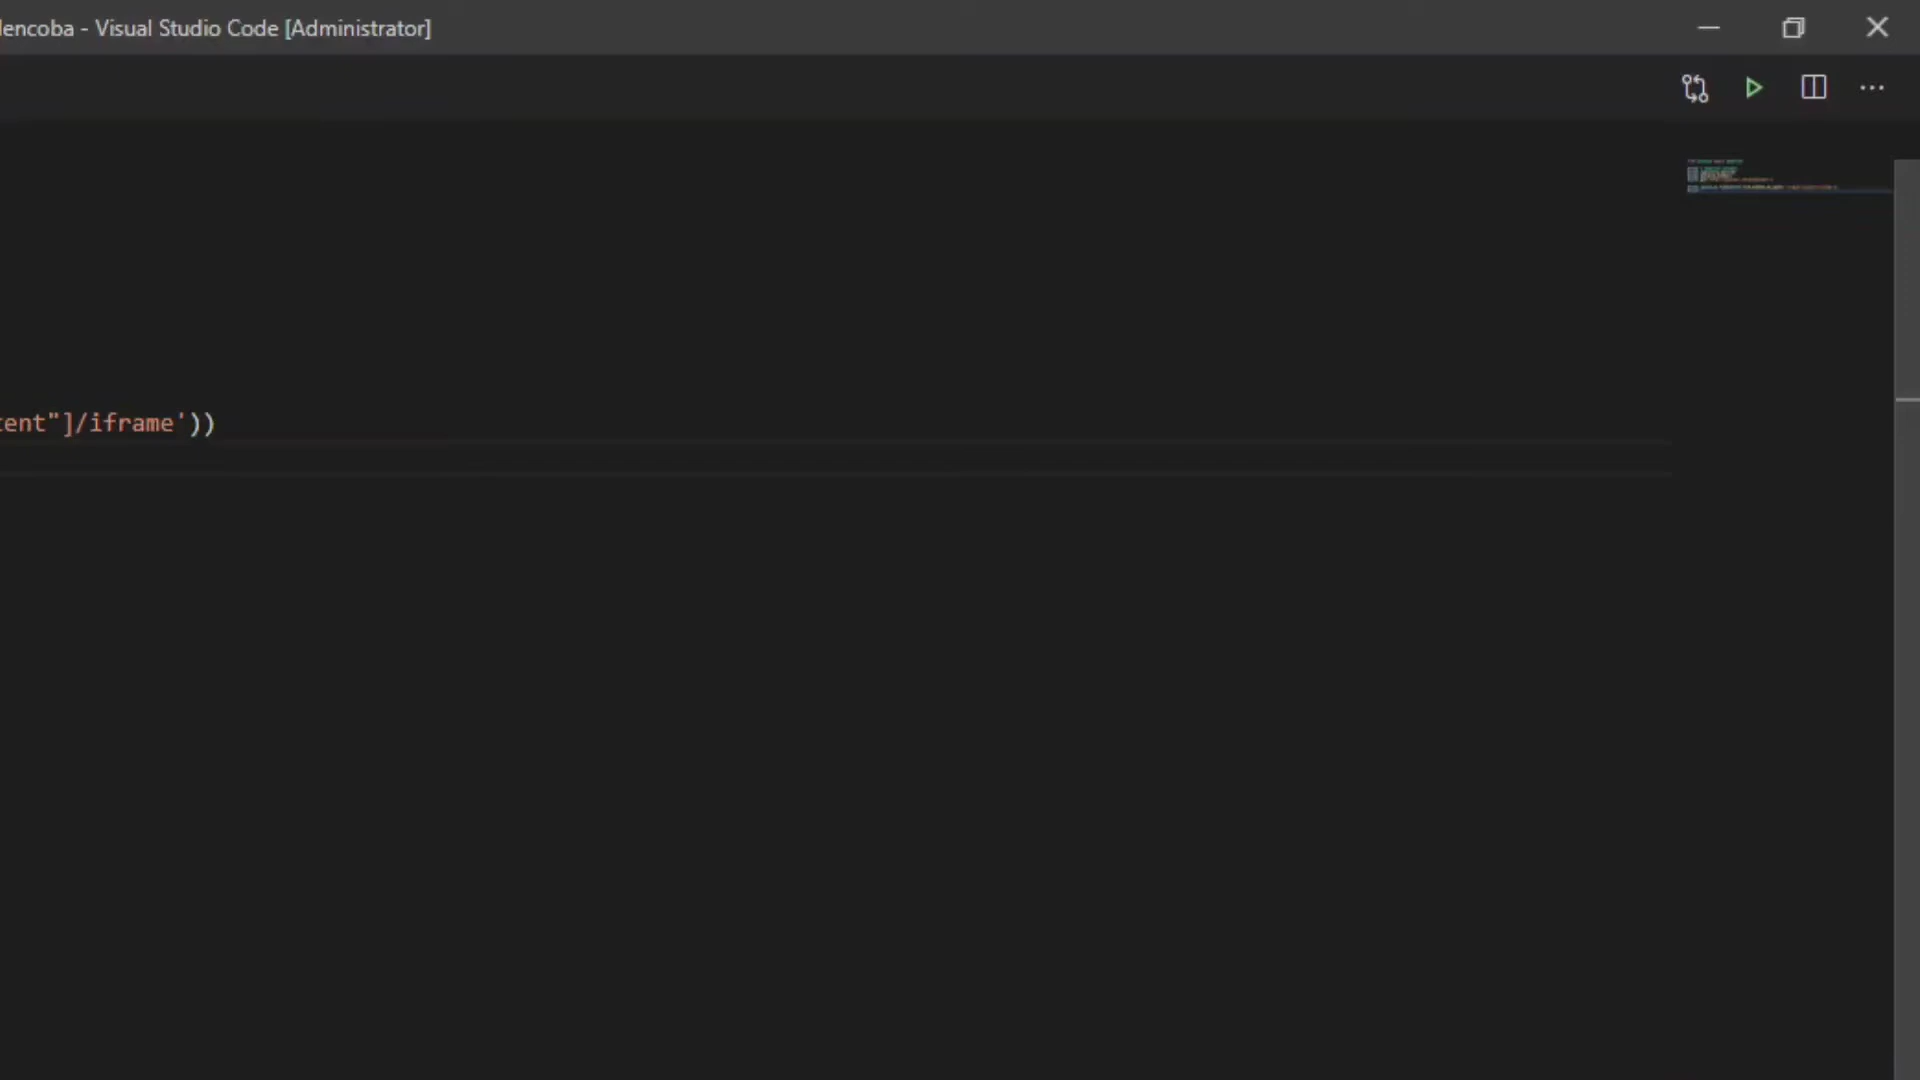 lencoba - Visual Studio Code [Administrator]
tent"]/iframe'))